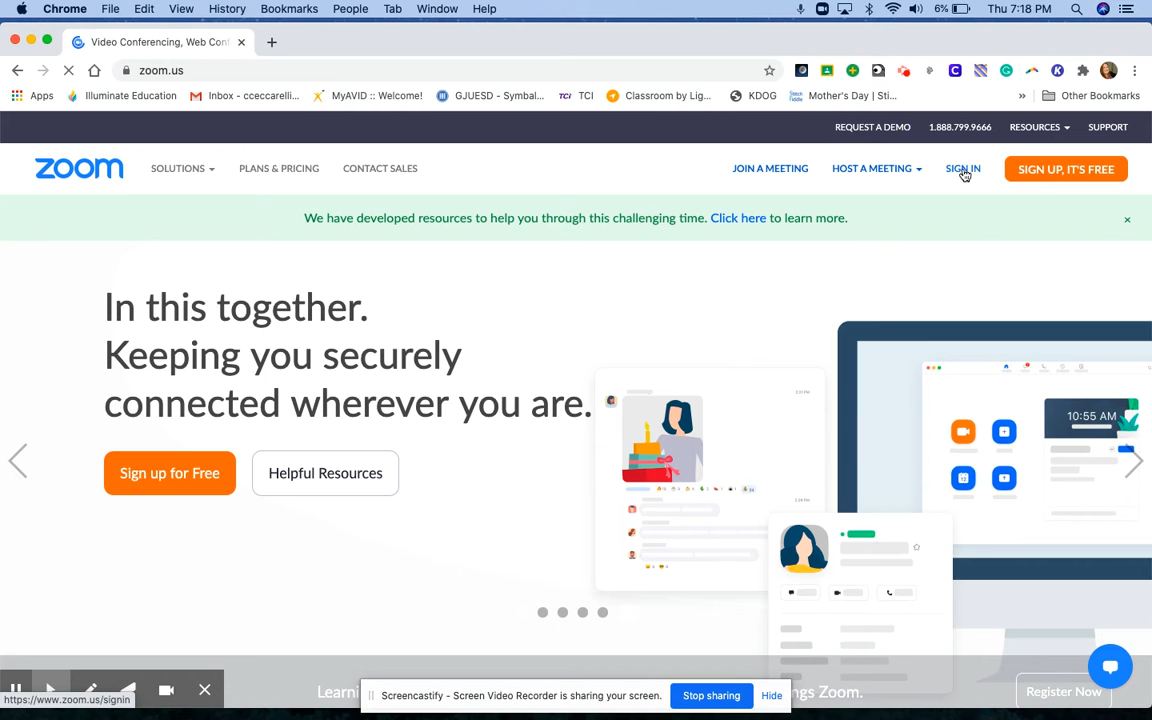 Chrome File Edit View History Bookmarks People Tab Window Help 6% Thu 7:18 PM
Video Conferencing, Web Conf
zoom.us
Apps Illuminate Education Inbox - cceccarelli... MyAVID :: Welcome! GJUESD - Symbal... TCI TCI Classroom by Lig... KDOG Mother's Day | Sti... » Other Bookmarks
REQUEST A DEMO 1.888.799.9666 RESOURCES SUPPORT
zoom SOLUTIONS PLANS & PRICING CONTACT SALES JOIN A MEETING HOST A MEETING SIGN IN SIGN UP, IT'S FREE
We have developed resources to help you through this challenging time. Click here to learn more. ×
In this together.
Keeping you securely
connected wherever you are.
10:55 AM
Sign up for Free Helpful Resources
Screencastify - Screen Video Recorder is sharing your screen. Stop sharing Hide
Learni ngs Zoom. Register Now
https://www.zoom.us/signin